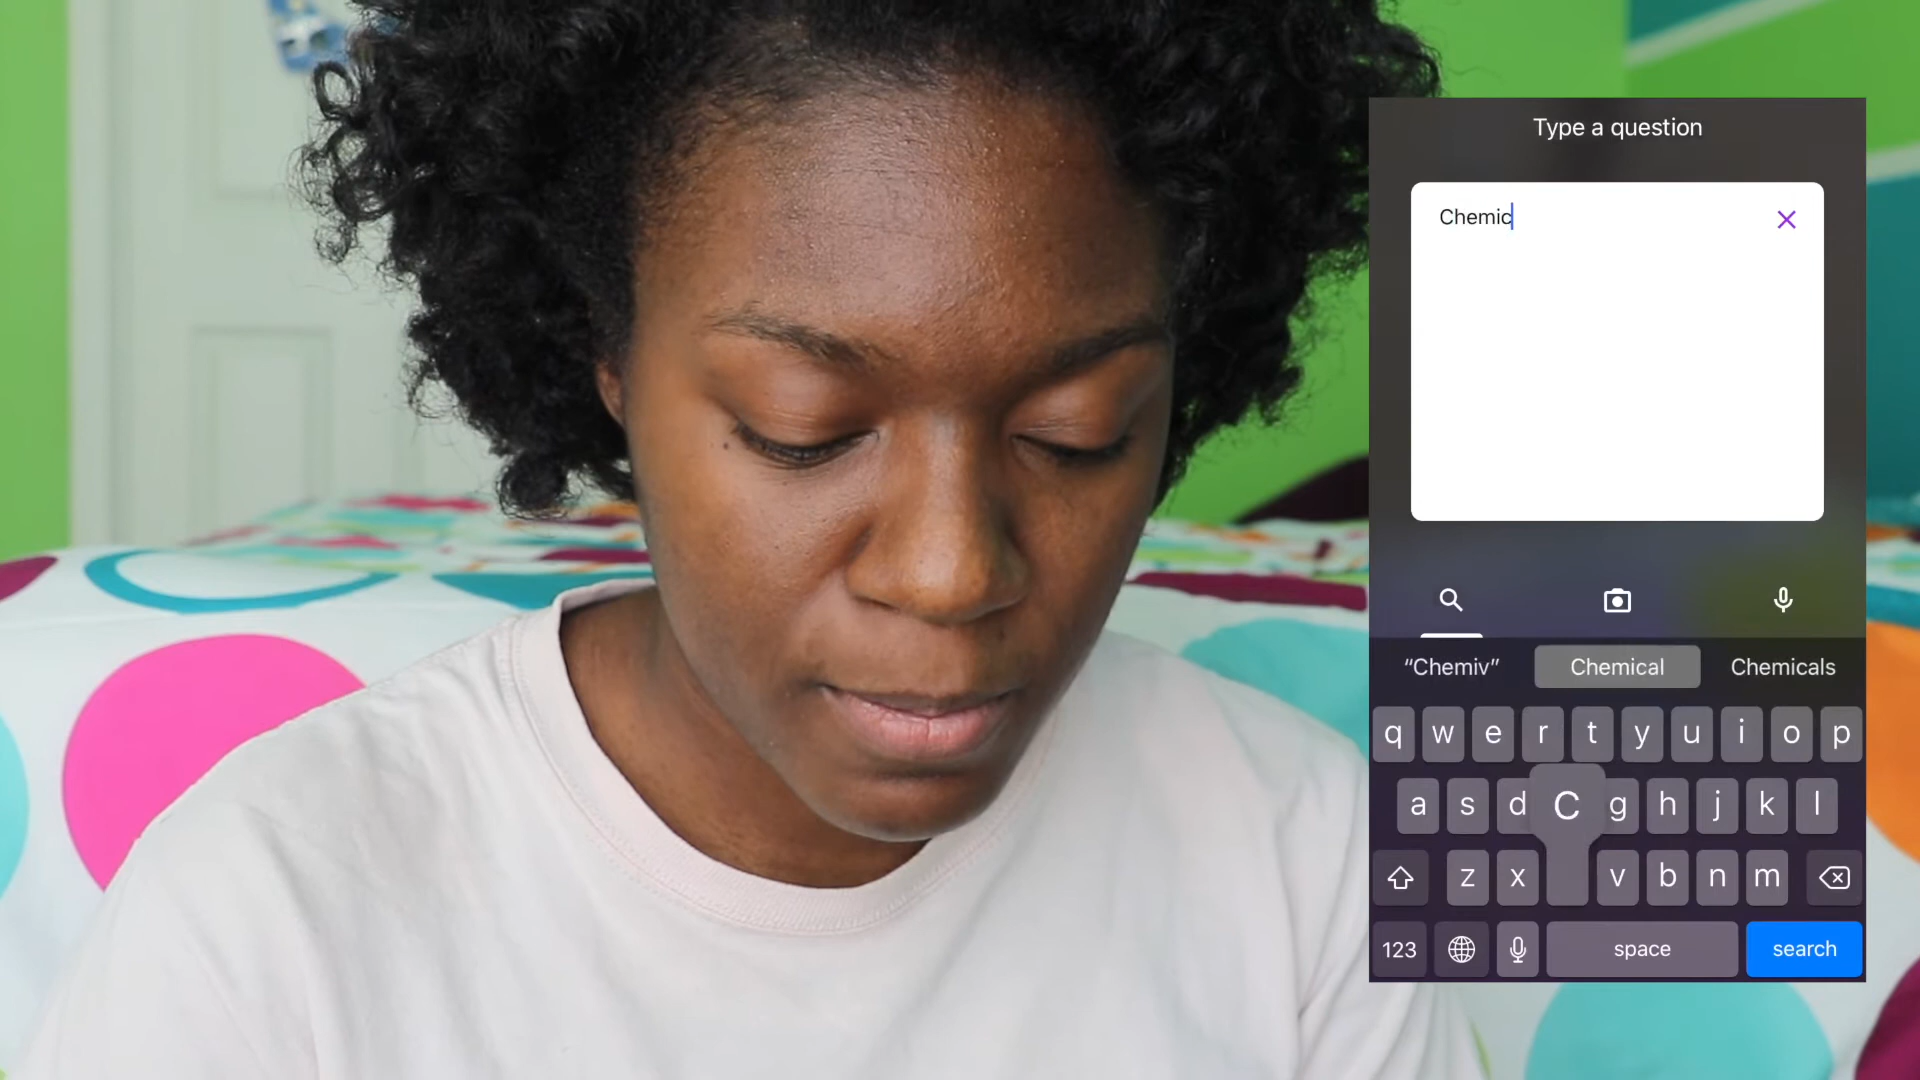 Type a question
Chemic
“Chemiv” Chemical Chemicals
q w e r t y u i o p
a s d C g h j k l
z x v b n m
123 space search